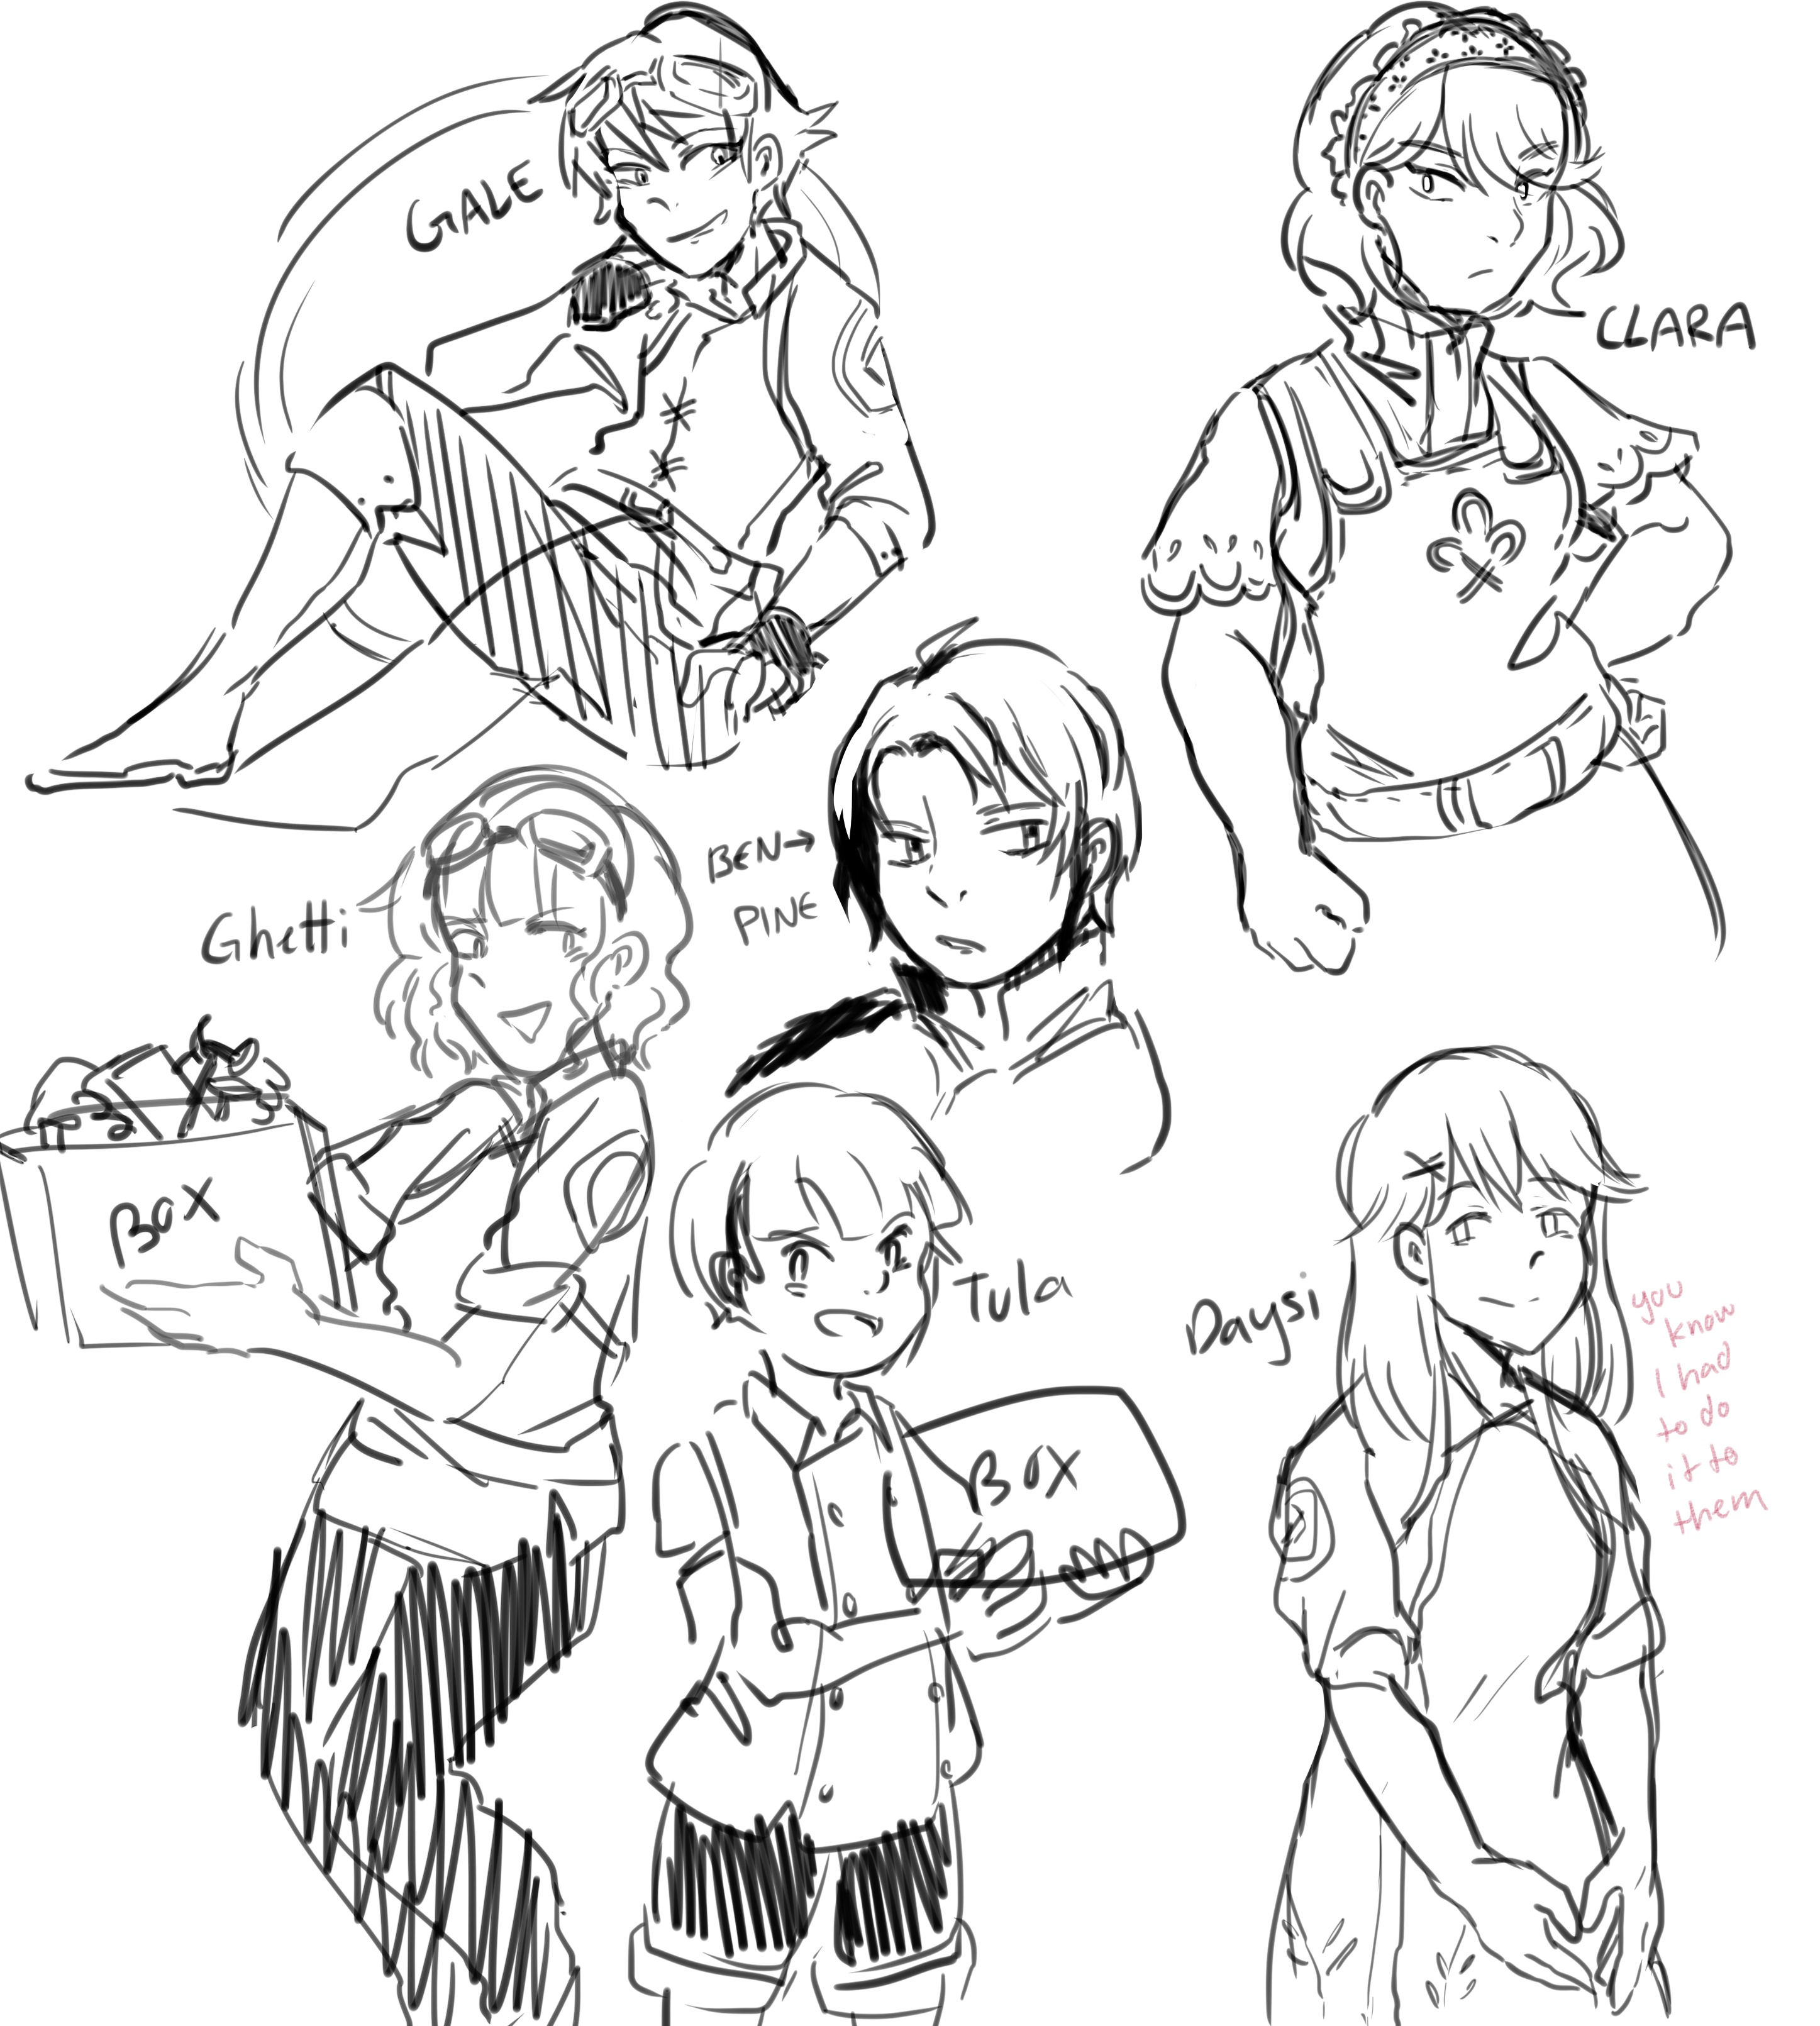 GALE
CLARA
BEN→
PINE
Ghetti
BOX
Tula
BOX
Daysi
you
know
I had
to do
it to
them